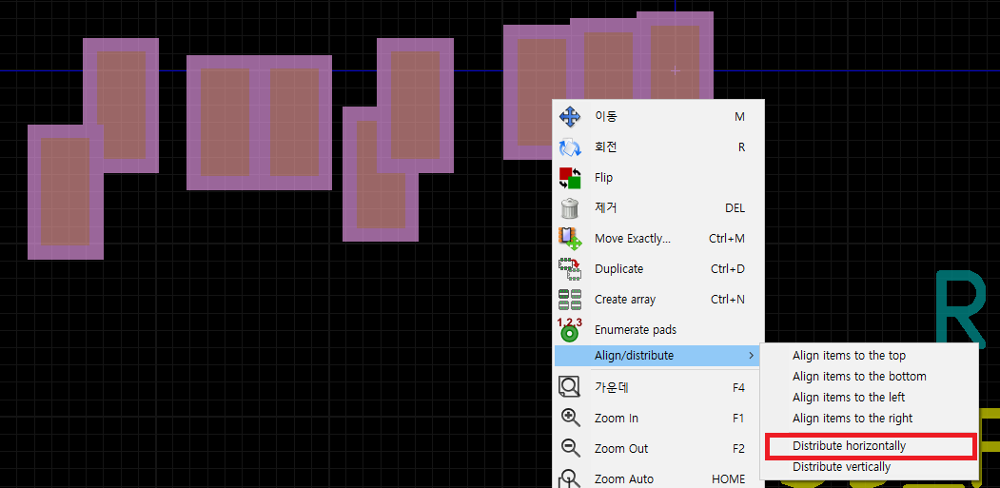 이동 M
회전 R
Flip
제거 DEL
Move Exactly... Ctrl+M
Duplicate Ctrl+D
Create array Ctrl+N
1,2,3
Enumerate pads
Align/distribute
가운데 F4
Zoom In F1
Zoom Out F2
Zoom Auto HOME
Align items to the top
Align items to the bottom
Align items to the left
Align items to the right
Distribute horizontally
Distribute vertically
R